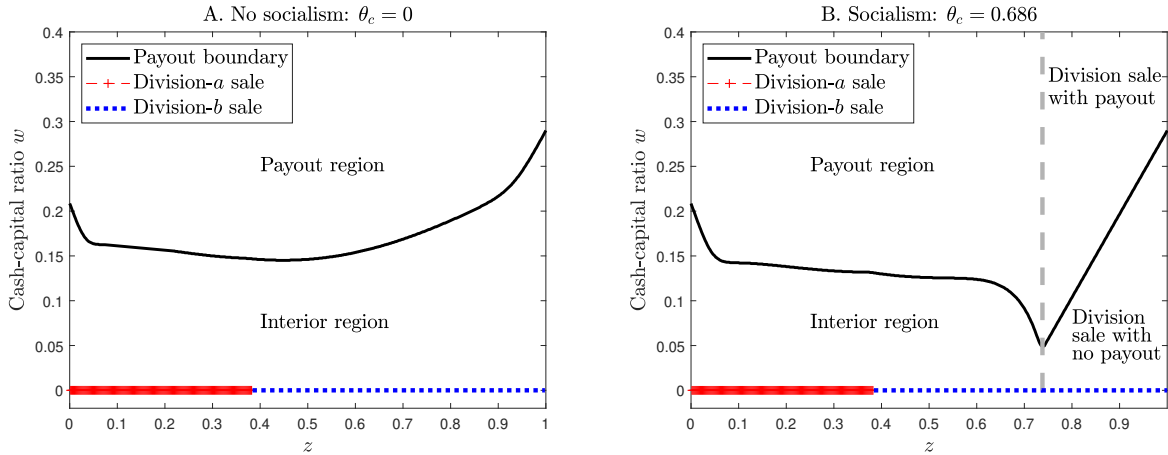 A. No socialism: θ_c = 0
Cash-capital ratio w
0.4
0.35
0.3
0.25
0.2
0.15
0.1
0.05
0
Payout boundary
Division-a sale
Division-b sale
Payout region
Interior region
0 0.1 0.2 0.3 0.4 0.5 0.6 0.7 0.8 0.9 1
z
B. Socialism: θ_c = 0.686
Cash-capital ratio w
0.4
0.35
0.3
0.25
0.2
0.15
0.1
0.05
0
Payout boundary
Division-a sale
Division-b sale
Division sale
with payout
Payout region
Interior region
Division
sale with
no payout
0 0.1 0.2 0.3 0.4 0.5 0.6 0.7 0.8 0.9 1
z